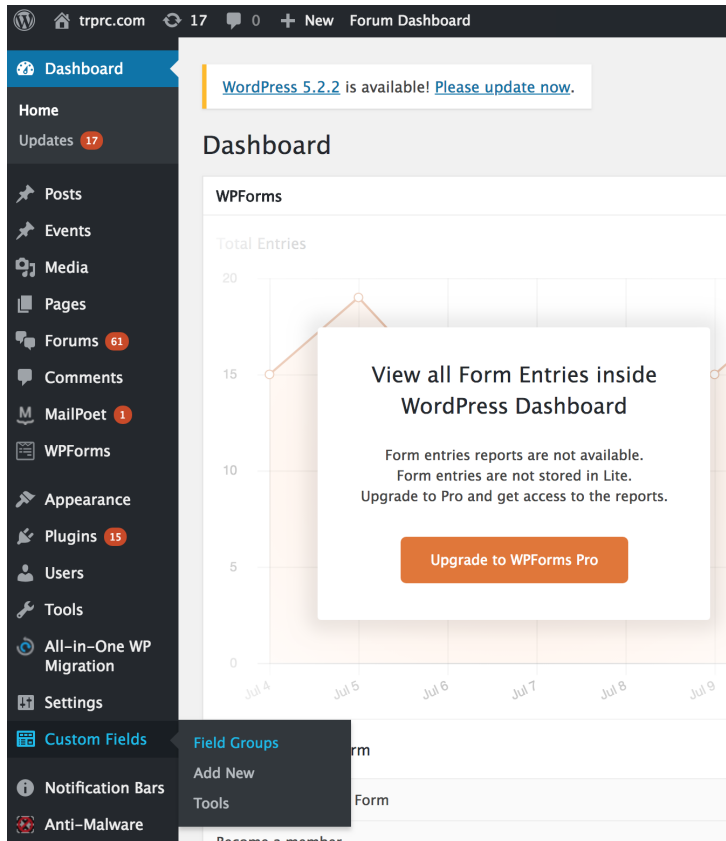 trprc.com 17 0 New Forum Dashboard
Dashboard
Home
Updates 17
Posts
Events
Media
Pages
Forums 61
Comments
MailPoet 1
WPForms
Appearance
Plugins 15
Users
Tools
All-in-One WP
Migration
Settings
Custom Fields
Field Groups
Add New
Tools
Notification Bars
Anti-Malware
WordPress 5.2.2 is available! Please update now.
Dashboard
WPForms
Total Entries
20
15
10
5
0
Jul 4 Jul 5 Jul 6 Jul 7 Jul 8 Jul 9
View all Form Entries inside
WordPress Dashboard
Form entries reports are not available.
Form entries are not stored in Lite.
Upgrade to Pro and get access to the reports.
Upgrade to WPForms Pro
rm
Form
Become a member